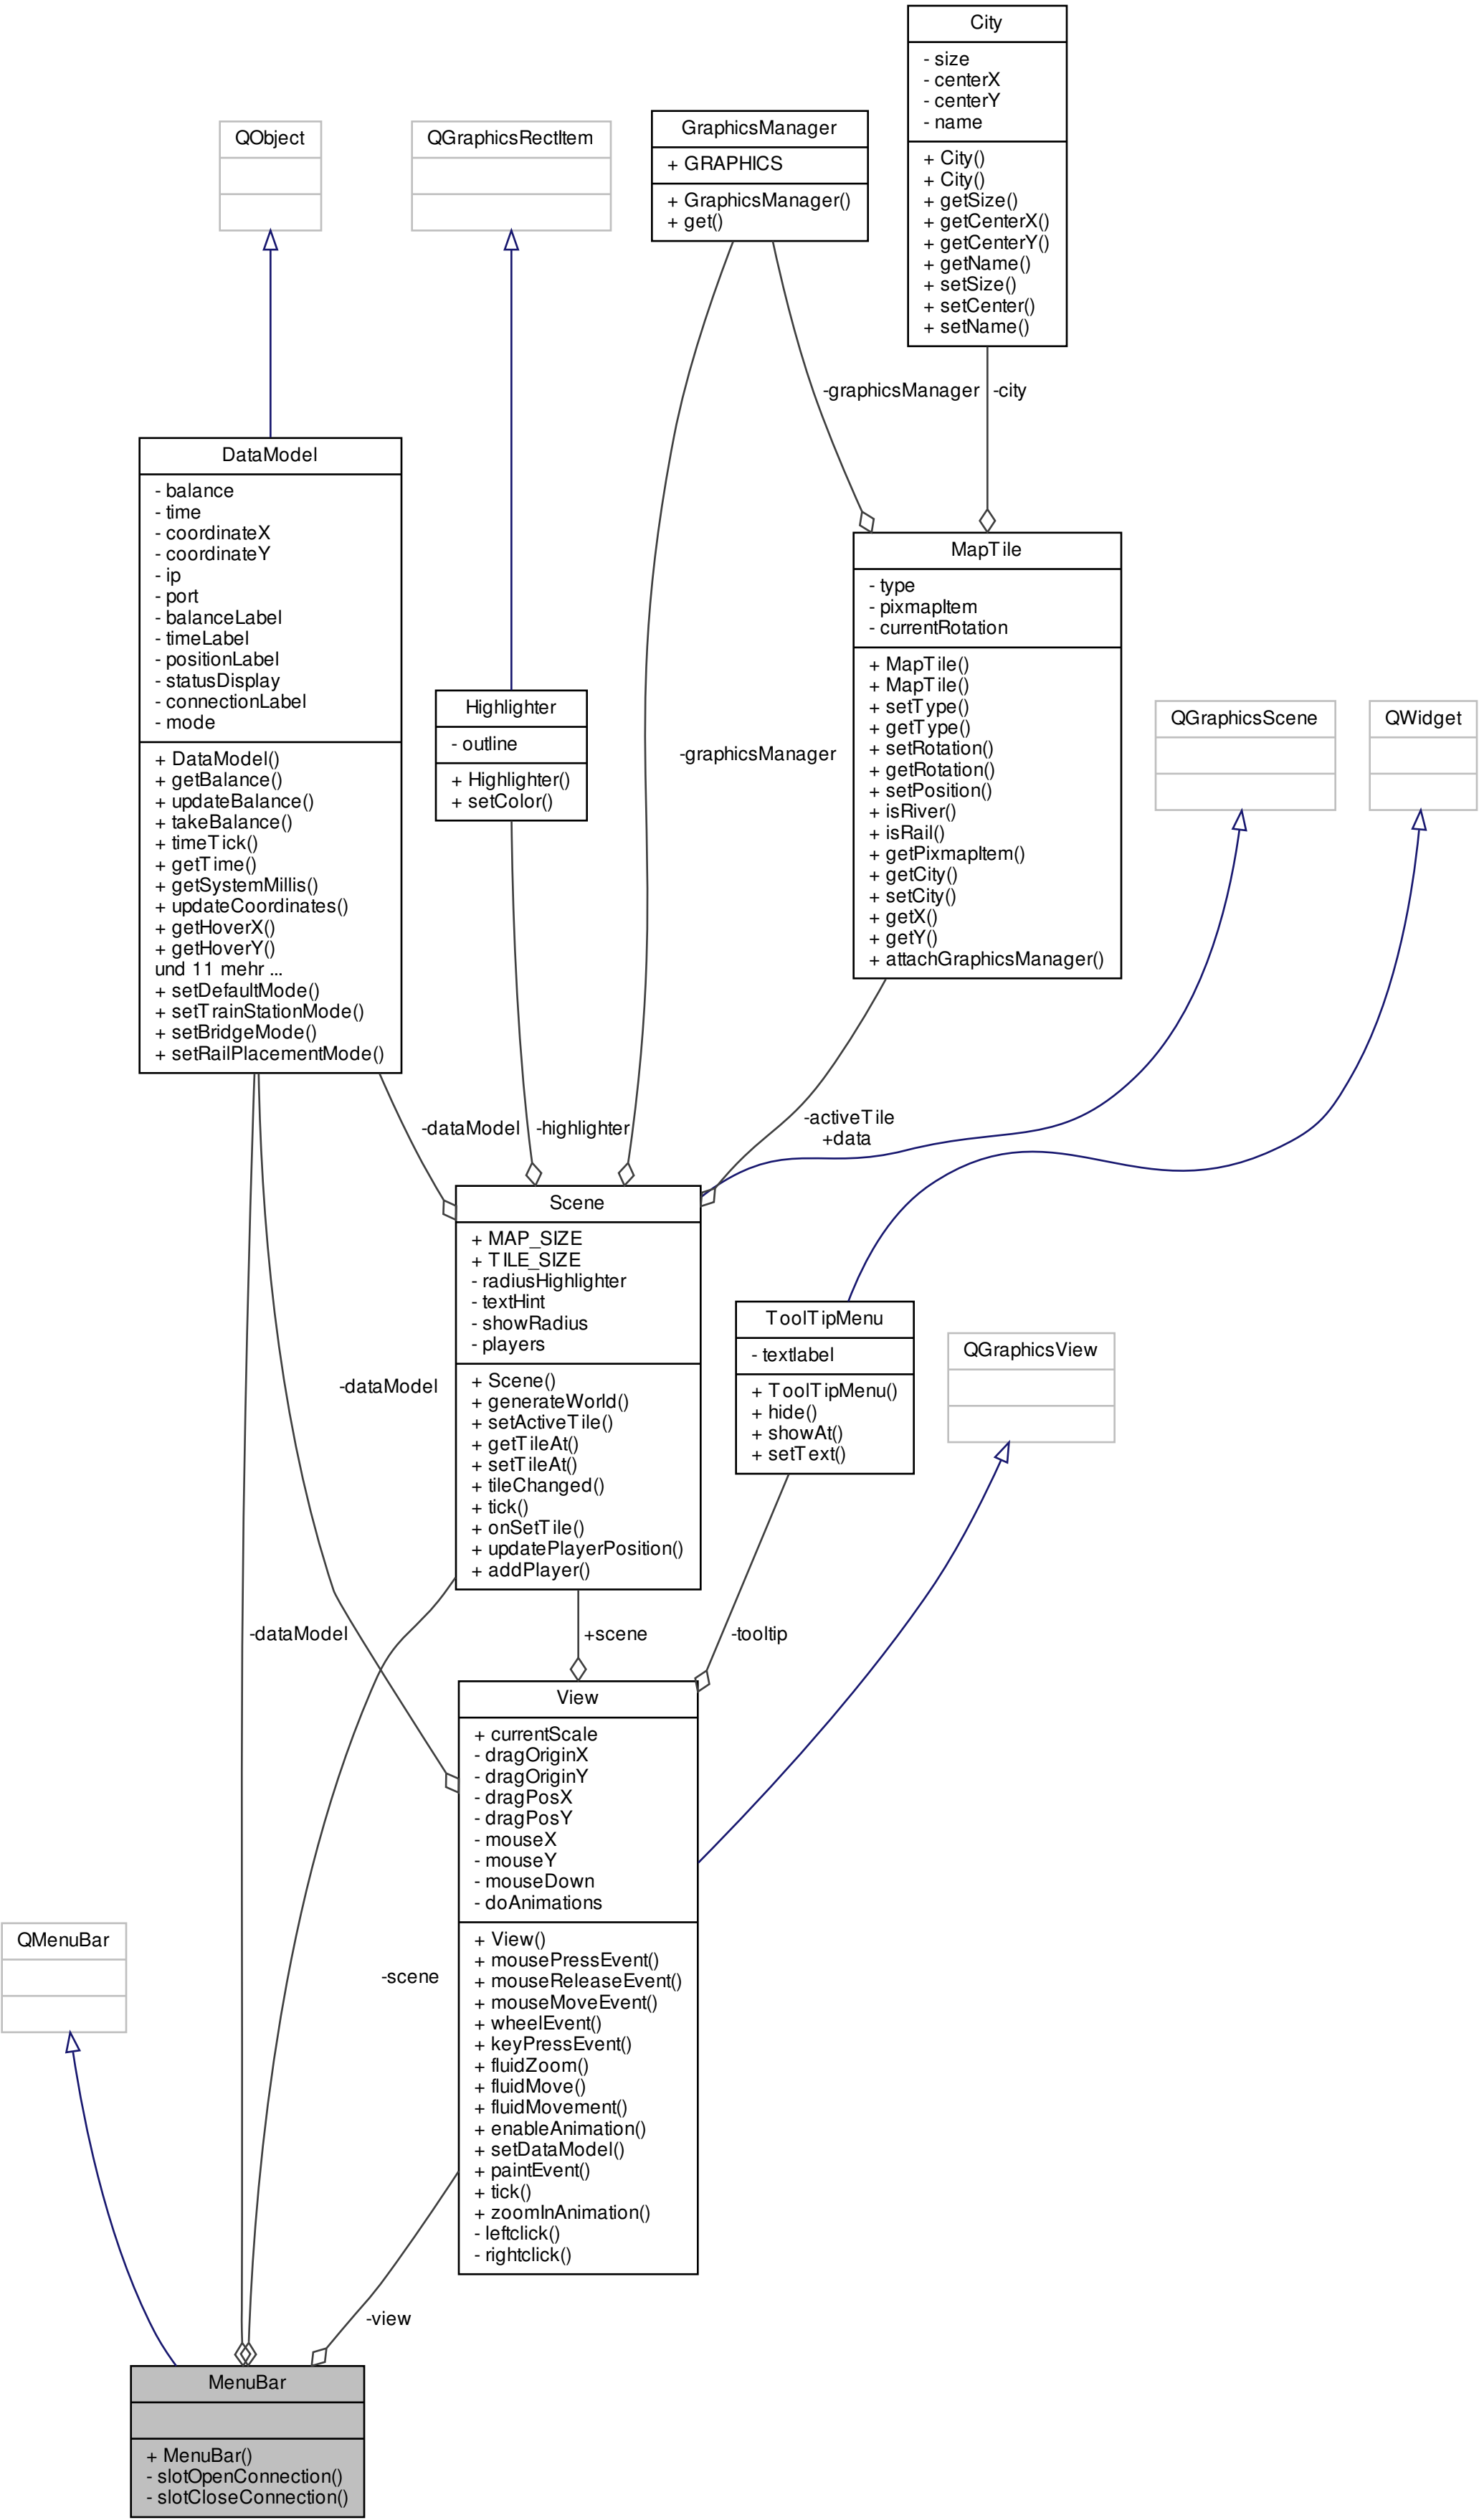 City
- size
- centerX
- centerY
- name
+ City()
+ City()
+ getSize()
+ getCenterX()
+ getCenterY()
+ getName()
+ setSize()
+ setCenter()
+ setName()
GraphicsManager
+ GRAPHICS
+ GraphicsManager()
+ get()
QObject
QGraphicsRectItem
-graphicsManager
-city
DataModel
- balance
- time
- coordinateX
- coordinateY
- ip
- port
- balanceLabel
- timeLabel
- positionLabel
- statusDisplay
- connectionLabel
- mode
+ DataModel()
+ getBalance()
+ updateBalance()
+ takeBalance()
+ timeTick()
+ getTime()
+ getSystemMillis()
+ updateCoordinates()
+ getHoverX()
+ getHoverY()
und 11 mehr ...
+ setDefaultMode()
+ setTrainStationMode()
+ setBridgeMode()
+ setRailPlacementMode()
Highlighter
- outline
+ Highlighter()
+ setColor()
-graphicsManager
MapTile
- type
- pixmapItem
- currentRotation
+ MapTile()
+ MapTile()
+ setType()
+ getType()
+ setRotation()
+ getRotation()
+ setPosition()
+ isRiver()
+ isRail()
+ getPixmapItem()
+ getCity()
+ setCity()
+ getX()
+ getY()
+ attachGraphicsManager()
QGraphicsScene
QWidget
-dataModel
-highlighter
-activeTile
+data
Scene
+ MAP_SIZE
+ TILE_SIZE
- radiusHighlighter
- textHint
- showRadius
- players
+ Scene()
+ generateWorld()
+ setActiveTile()
+ getTileAt()
+ setTileAt()
+ tileChanged()
+ tick()
+ onSetTile()
+ updatePlayerPosition()
+ addPlayer()
ToolTipMenu
- textlabel
+ ToolTipMenu()
+ hide()
+ showAt()
+ setText()
QGraphicsView
-dataModel
-dataModel
+scene
-tooltip
View
+ currentScale
- dragOriginX
- dragOriginY
- dragPosX
- dragPosY
- mouseX
- mouseY
- mouseDown
- doAnimations
+ View()
+ mousePressEvent()
+ mouseReleaseEvent()
+ mouseMoveEvent()
+ wheelEvent()
+ keyPressEvent()
+ fluidZoom()
+ fluidMove()
+ fluidMovement()
+ enableAnimation()
+ setDataModel()
+ paintEvent()
+ tick()
+ zoomInAnimation()
- leftclick()
- rightclick()
QMenuBar
-scene
-view
MenuBar
+ MenuBar()
- slotOpenConnection()
- slotCloseConnection()